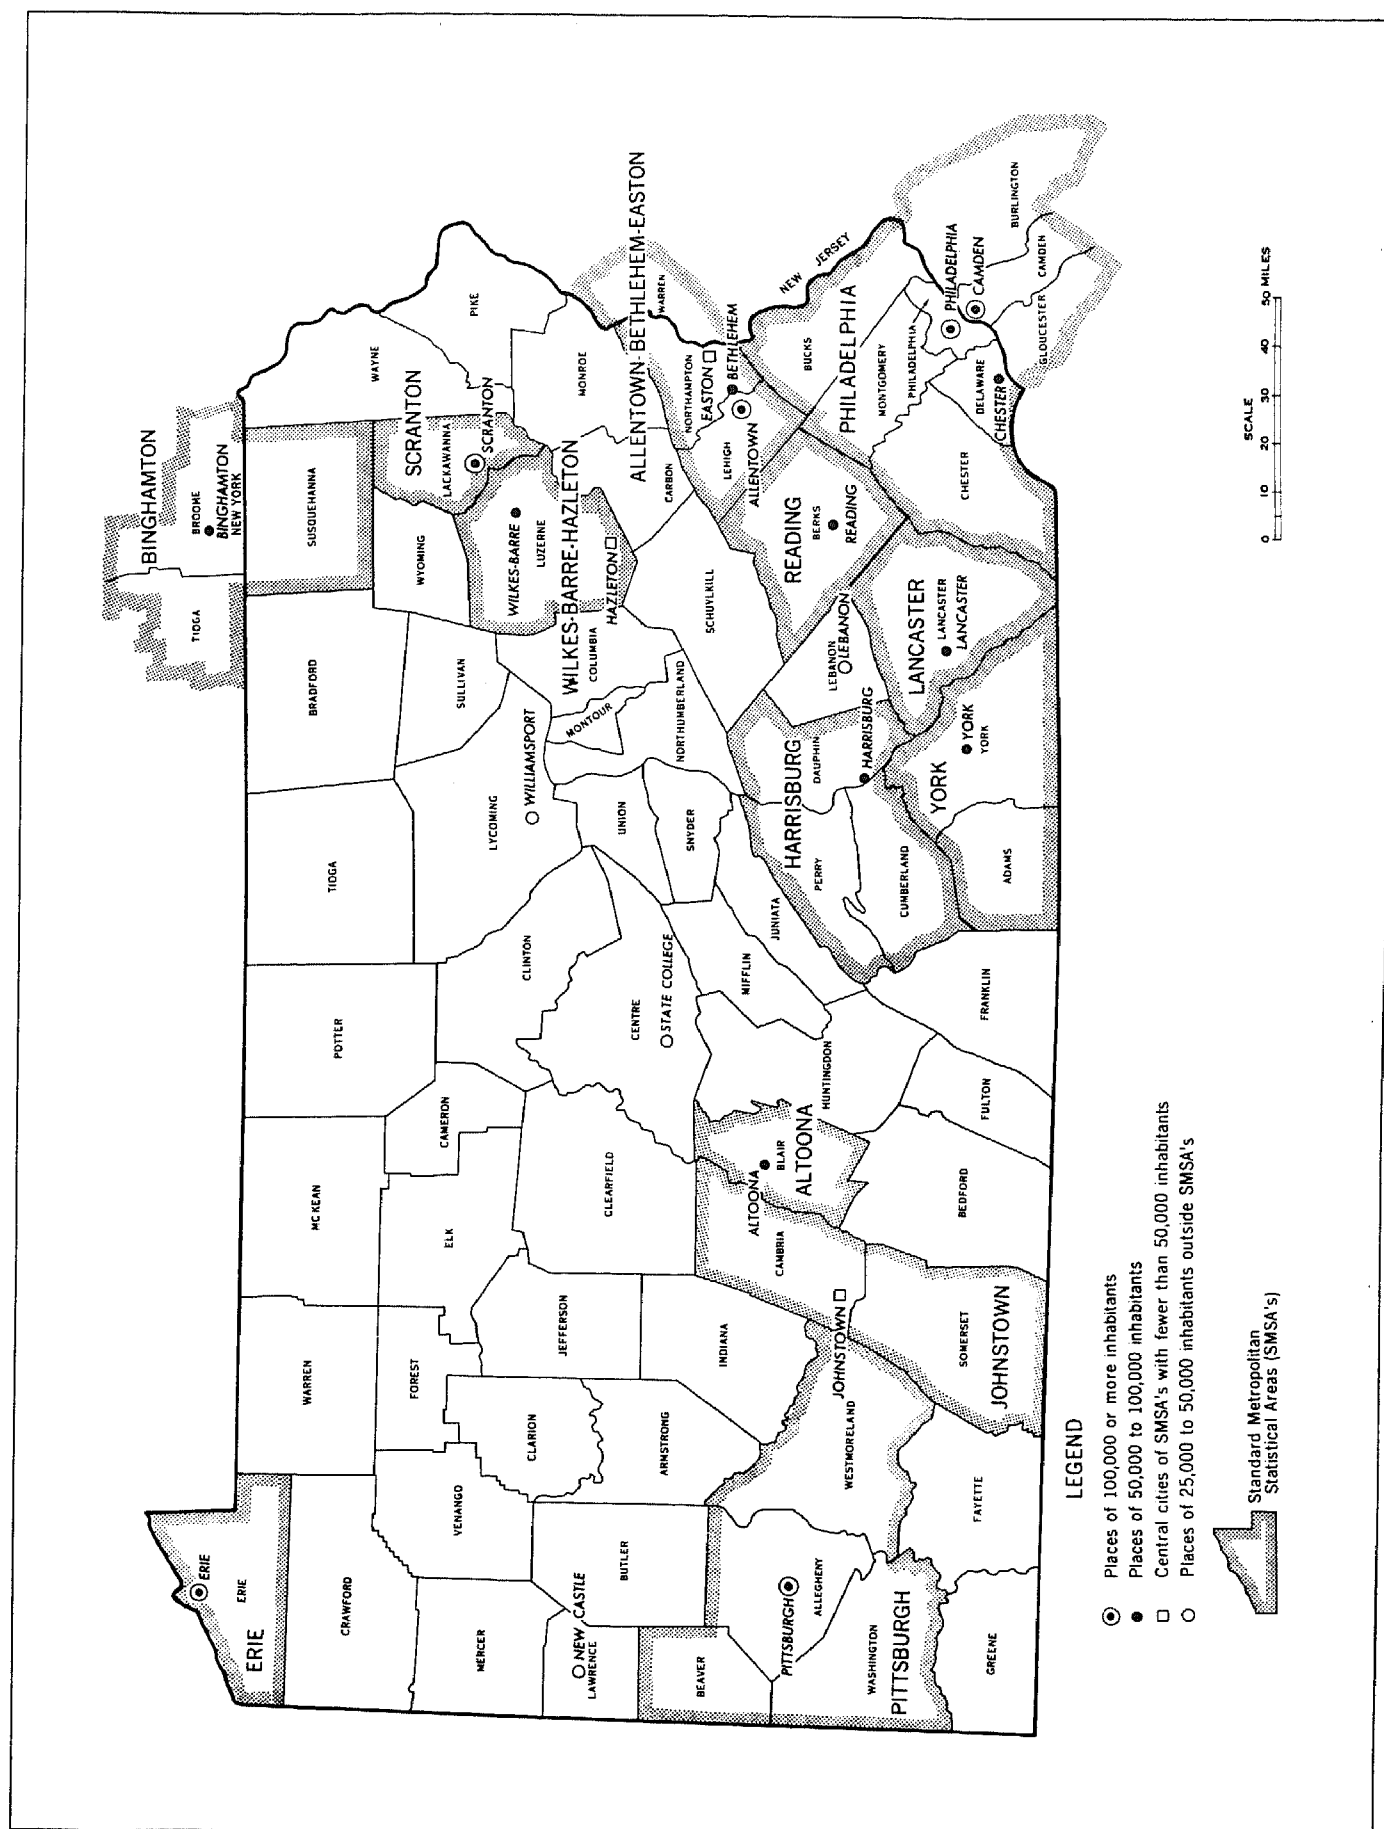 BINGHAMTON
TIOGA
BROOME
BINGHAMTON
NEW YORK
ERIE
ERIE
ERIE
CRAWFORD
WARREN
MC KEAN
POTTER
TIOGA
BRADFORD
SUSQUEHANNA
WAYNE
PIKE
MERCER
VENANGO
FOREST
ELK
CAMERON
CLINTON
LYCOMING
WILLIAMSPORT
SULLIVAN
WYOMING
SCRANTON
LACKAWANNA
SCRANTON
WILKES-BARRE
LUZERNE
WILKES-BARRE-HAZLETON
HAZLETON
COLUMBIA
MONTOUR
MONROE
CARBON
NEW CASTLE
LAWRENCE
BUTLER
CLARION
JEFFERSON
CLEARFIELD
CENTRE
STATE COLLEGE
UNION
SNYDER
NORTHUMBERLAND
SCHUYLKILL
ALLENTOWN-BETHLEHEM-EASTON
WARREN
NORTHAMPTON
EASTON
BETHLEHEM
LEHIGH
ALLENTOWN
NEW JERSEY
BEAVER
ARMSTRONG
INDIANA
ALTOONA
BLAIR
ALTOONA
CAMBRIA
HUNTINGDON
MIFFLIN
JUNIATA
PERRY
HARRISBURG
DAUPHIN
HARRISBURG
CUMBERLAND
LEBANON
LEBANON
READING
BERKS
READING
BUCKS
PHILADELPHIA
MONTGOMERY
PHILADELPHIA
PHILADELPHIA
CAMDEN
DELAWARE
CHESTER
CHESTER
BURLINGTON
CAMDEN
GLOUCESTER
PITTSBURGH
ALLEGHENY
WASHINGTON
PITTSBURGH
WESTMORELAND
JOHNSTOWN
SOMERSET
JOHNSTOWN
GREENE
FAYETTE
BEDFORD
FULTON
FRANKLIN
ADAMS
YORK
YORK
YORK
LANCASTER
LANCASTER
LANCASTER
LEGEND
Places of 100,000 or more inhabitants
Places of 50,000 to 100,000 inhabitants
Central cities of SMSA's with fewer than 50,000 inhabitants
Places of 25,000 to 50,000 inhabitants outside SMSA's
Standard Metropolitan
Statistical Areas (SMSA's)
SCALE
0 10 20 30 40 50 MILES